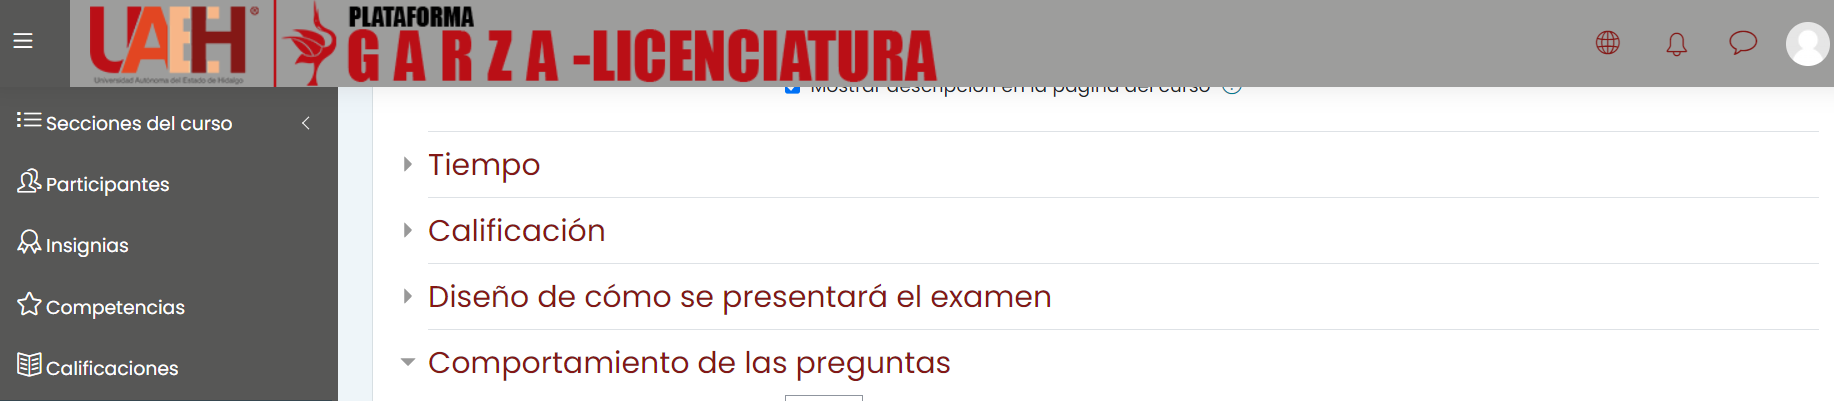 UAEH®
Universidad Autónoma del Estado de Hidalgo
PLATAFORMA
GARZA -LICENCIATURA
Mostrar descripción en la página del curso
Secciones del curso
Participantes
Insignias
Competencias
Calificaciones
Tiempo
Calificación
Diseño de cómo se presentará el examen
Comportamiento de las preguntas